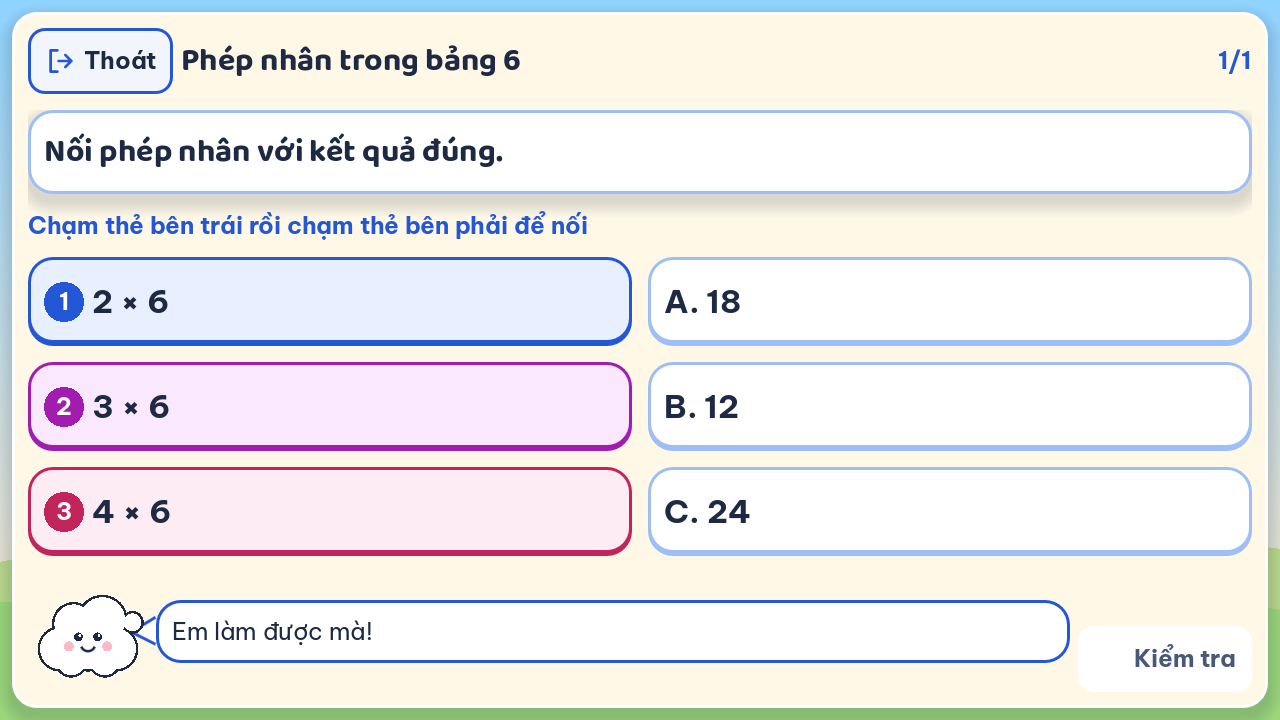 Thoát
Phép nhân trong bảng 6
1/1
Nối phép nhân với kết quả đúng.
Chạm thẻ bên trái rồi chạm thẻ bên phải để nối
1 2 × 6
A. 18
2 3 × 6
B. 12
3 4 × 6
C. 24
Em làm được mà!
Kiểm tra